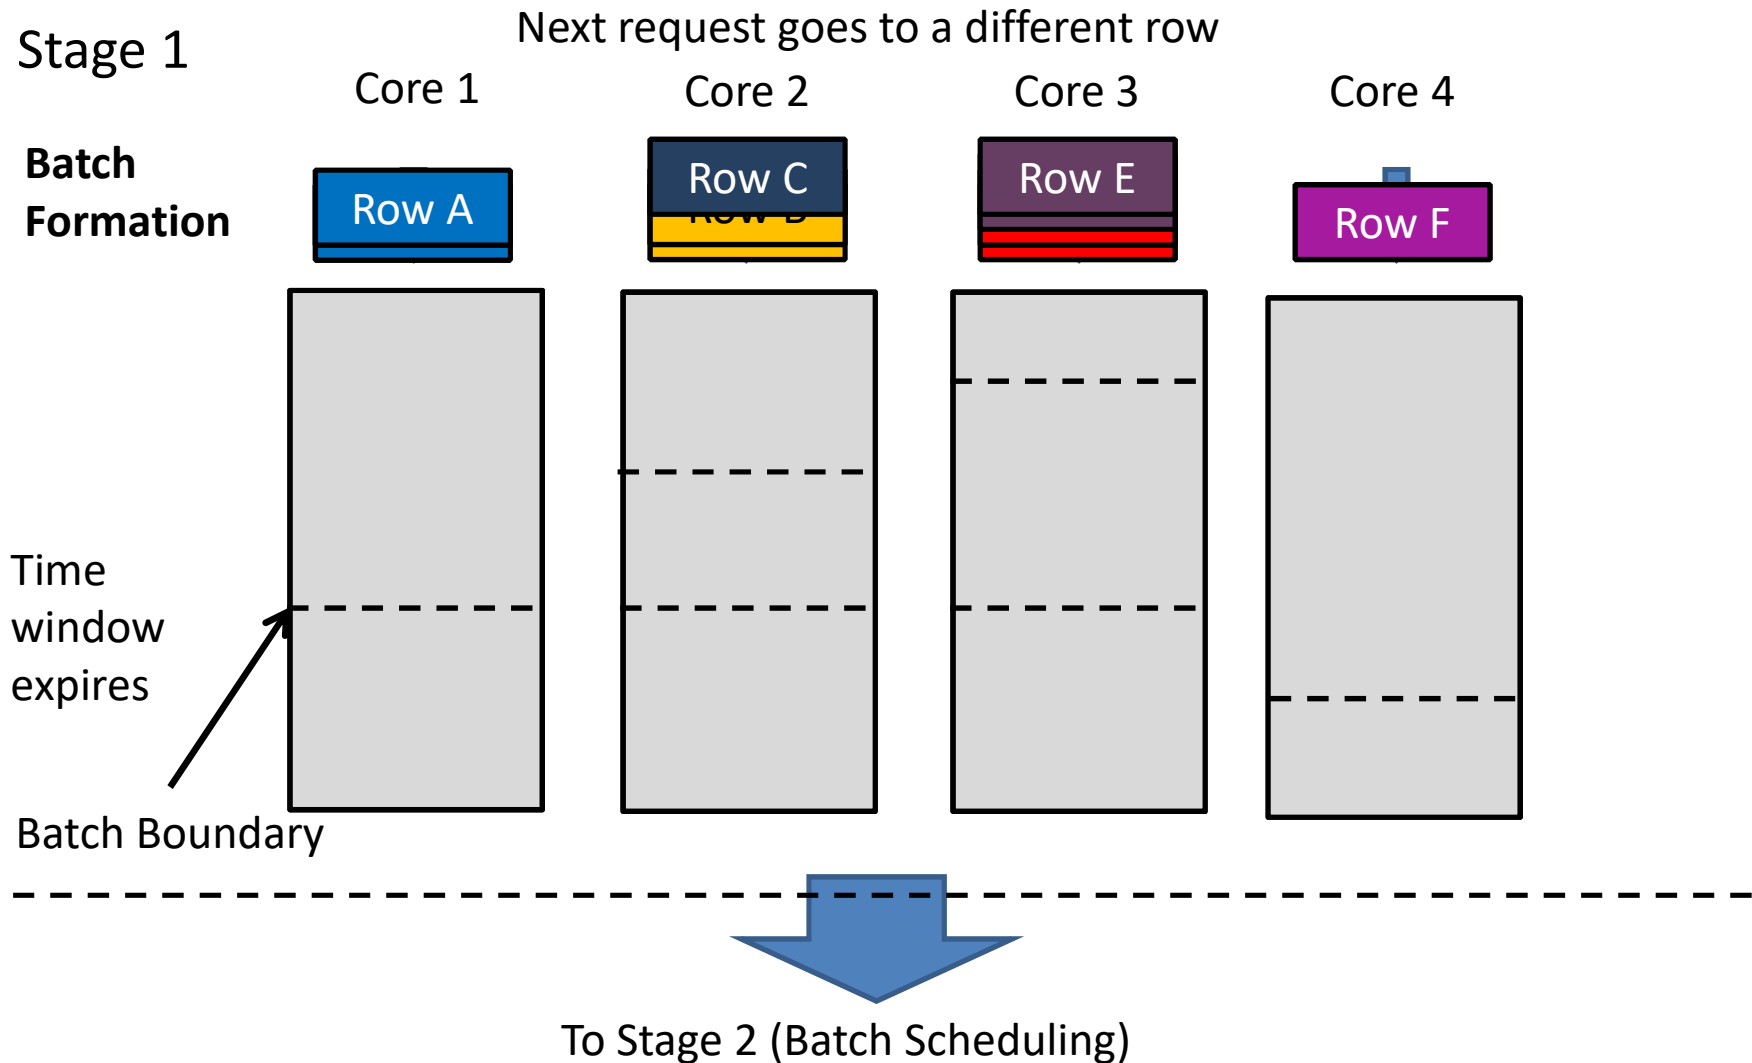 Stage 1
Next request goes to a different row
Core 1
Core 2
Core 3
Core 4
Batch
Formation
Row A
Row C
Row E
Row F
Time
window
expires
Batch Boundary
To Stage 2 (Batch Scheduling)